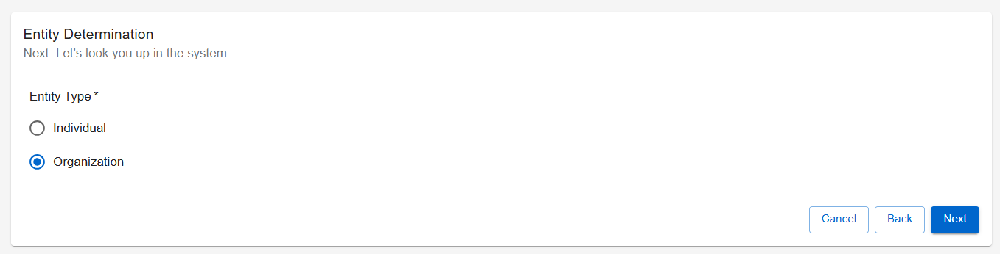 Entity Determination
Next: Let's look you up in the system
Entity Type *
Individual
Organization
Cancel Back Next